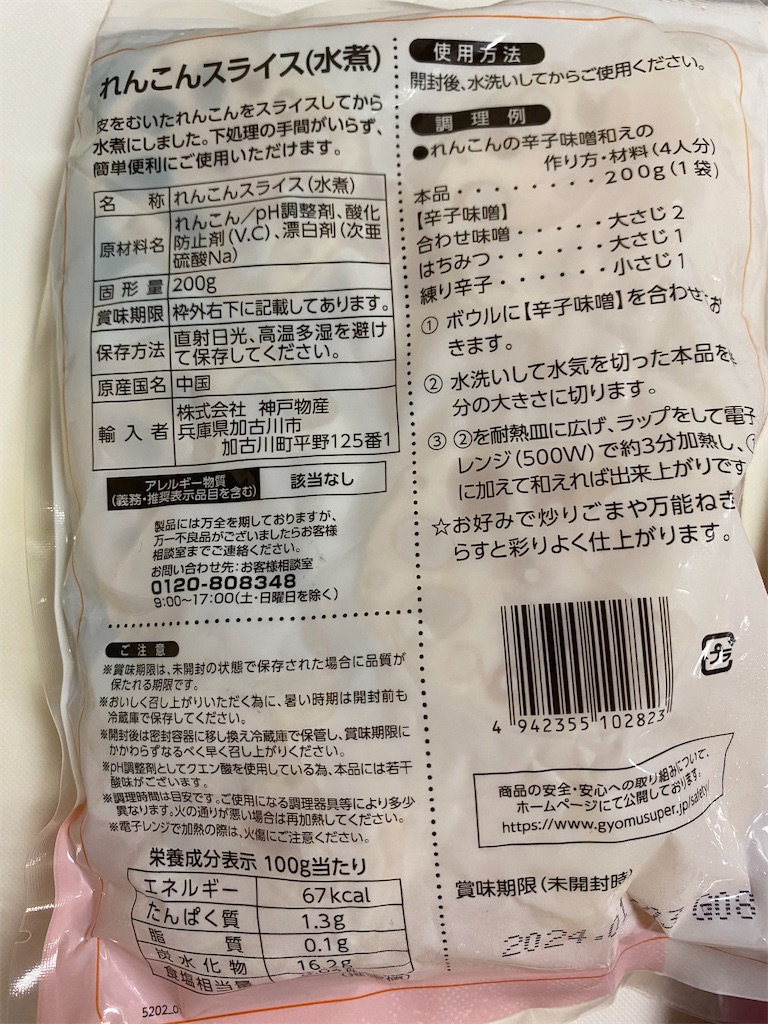 れんこんスライス(水煮)
皮をむいたれんこんをスライスしてから
水煮にしました。下処理の手間がいらず、
簡単便利にご使用いただけます。
名称 れんこんスライス(水煮)
原材料名 れんこん/pH調整剤、酸化
防止剤(V.C)、漂白剤(次亜
硫酸Na)
固形量 200g
賞味期限 枠外右下に記載してあります。
保存方法 直射日光、高温多湿を避け
て保存してください。
原産国名 中国
輸入者 株式会社 神戸物産
兵庫県加古川市
加古川町平野125番1
アレルギー物質
(義務・推奨表示品目を含む) 該当なし
製品には万全を期しておりますが、
万一不良品がございましたらお客様
相談室までご連絡ください。
お問い合わせ先:お客様相談室
0120-808348
9:00~17:00(土・日曜日を除く)
ご注意
※賞味期限は、未開封の状態で保存された場合に品質が
保たれる期限です。
※おいしく召し上がりいただく為に、暑い時期は開封前も
冷蔵庫で保存してください。
※開封後は密封容器に移し換え冷蔵庫で保管し、賞味期限に
かかわらずなるべく早く召し上がりください。
※pH調整剤としてクエン酸を使用している為、本品には若干
酸味がございます。
※調理時間は目安です。ご使用になる調理器具等により多少
異なります。火の通りが悪い場合は再加熱してください。
※電子レンジで加熱の際は、火傷にご注意ください。
栄養成分表示 100g当たり
エネルギー 67kcal
たんぱく質 1.3g
脂質 0.1g
炭水化物 16.2g
食塩相当量
5202_0
使用方法
開封後、水洗いしてからご使用ください。
調理例
●れんこんの辛子味噌和えの
作り方・材料(4人分)
本品・・・・・・・・200g(1袋)
【辛子味噌】
合わせ味噌・・・・・大さじ2
はちみつ・・・・・・大さじ1
練り辛子・・・・・・小さじ1
① ボウルに【辛子味噌】を合わせお
きます。
② 水洗いして水気を切った本品を
分の大きさに切ります。
③ ②を耐熱皿に広げ、ラップをして電子
レンジ(500W)で約3分加熱し、
に加えて和えれば出来上がりです
☆お好みで炒りごまや万能ねぎ
らすと彩りよく仕上がります。
4 942355 102823
プラ
商品の安全・安心への取り組みについて、
ホームページにて公開しております。
https://www.gyomusuper.jp/safety/
賞味期限(未開封時)
2024.0
G08